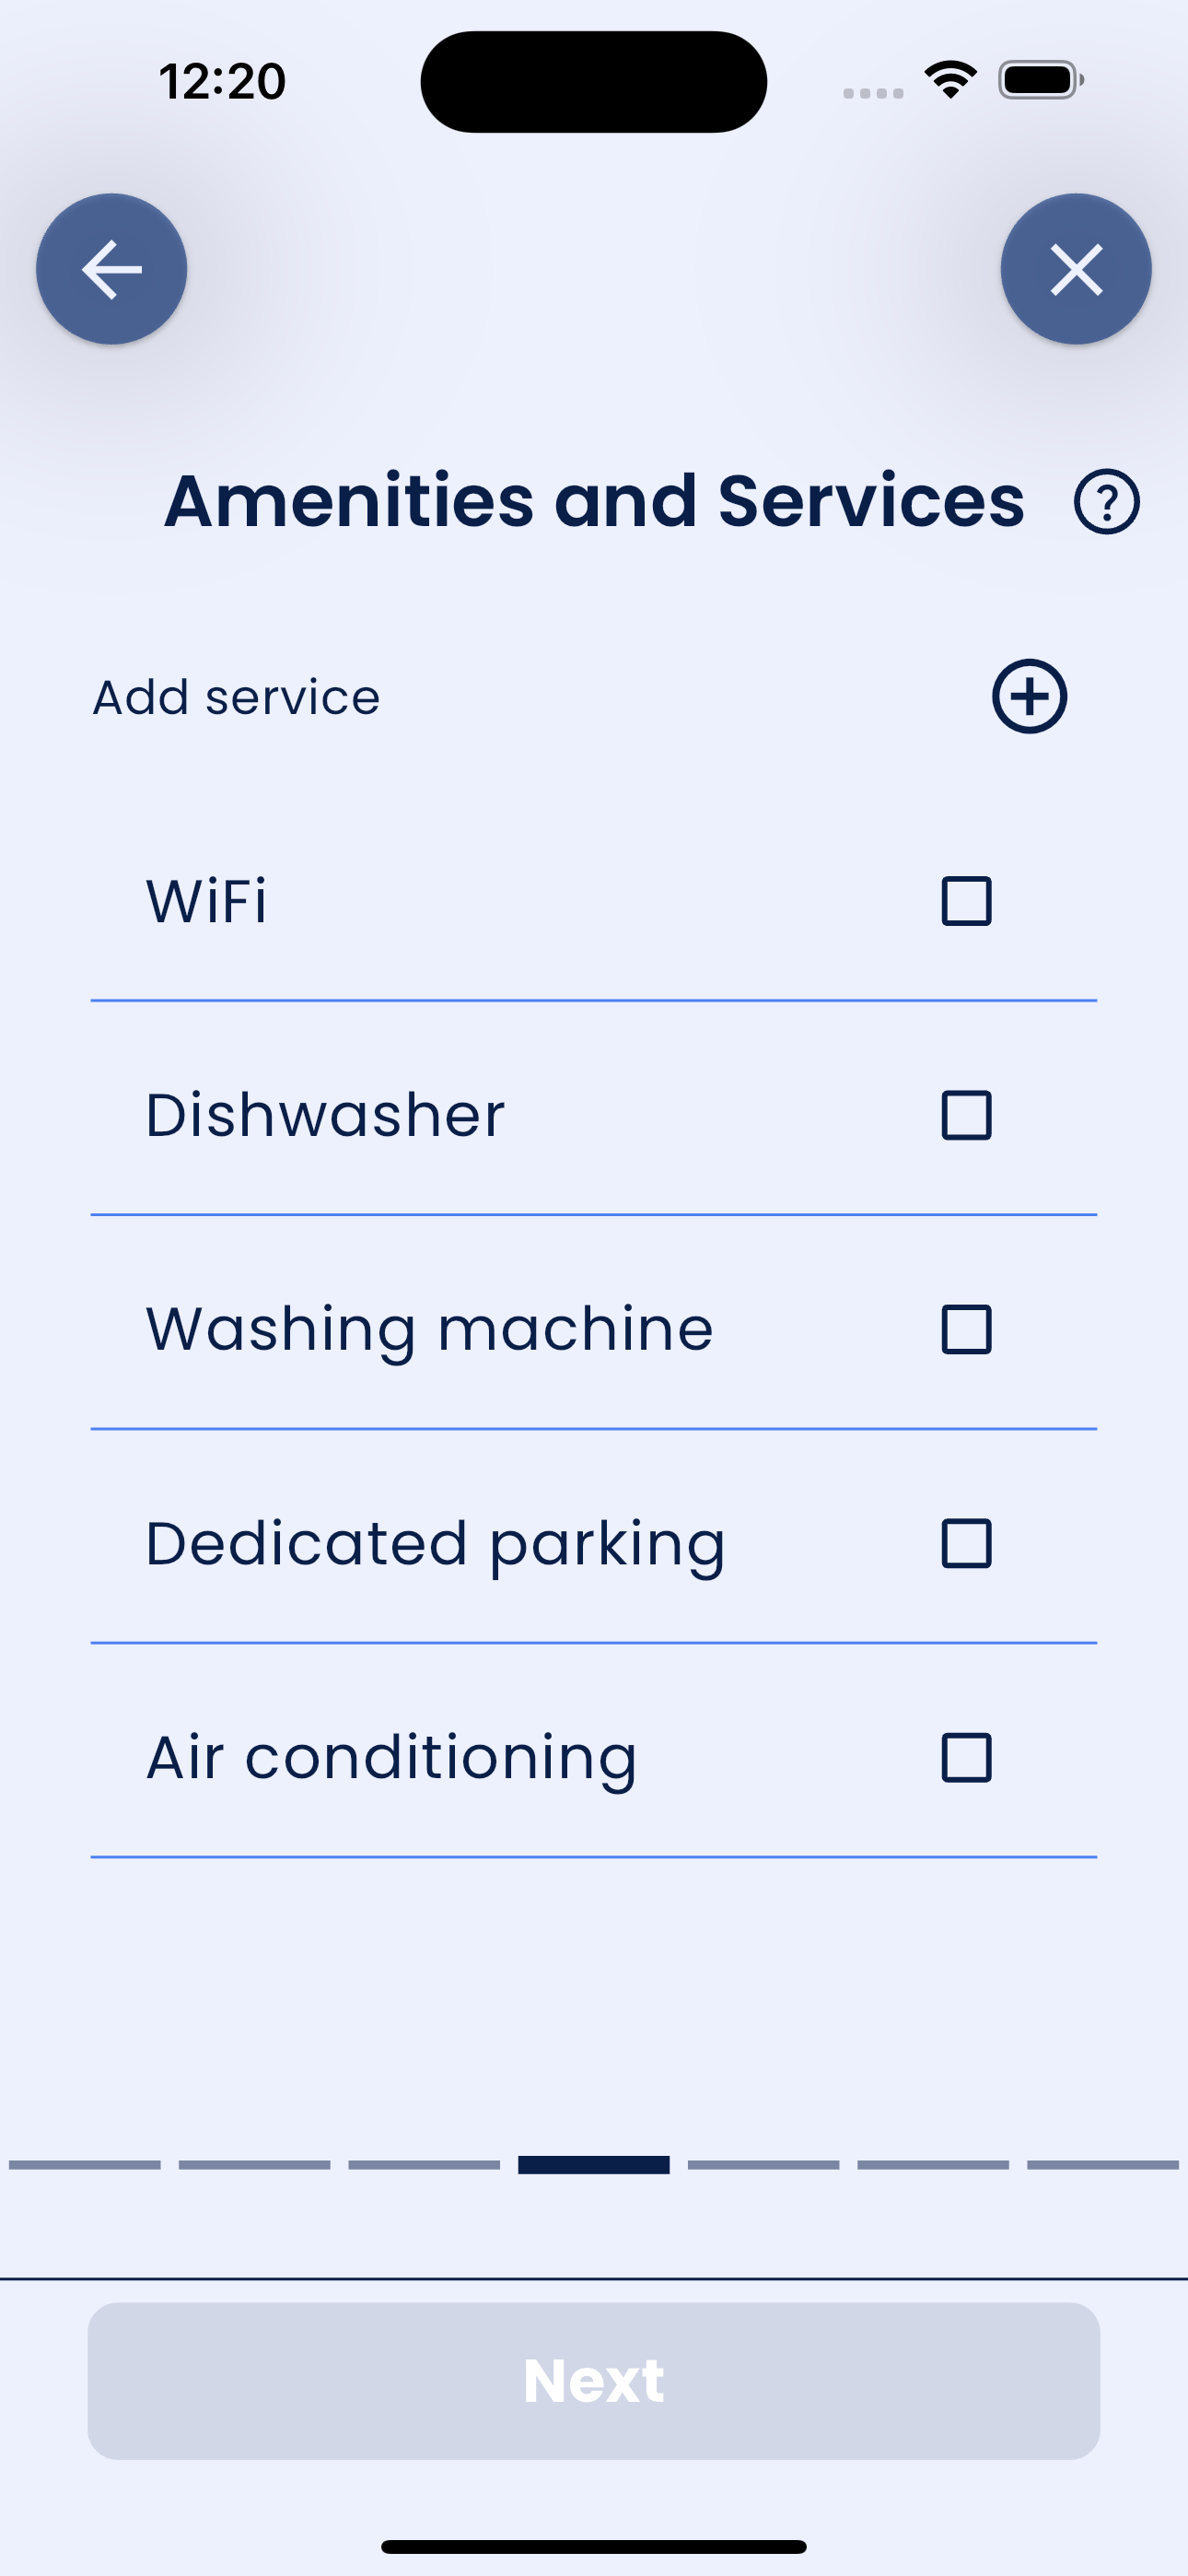 12:20
Amenities and Services
Add service
WiFi
Dishwasher
Washing machine
Dedicated parking
Air conditioning
Next